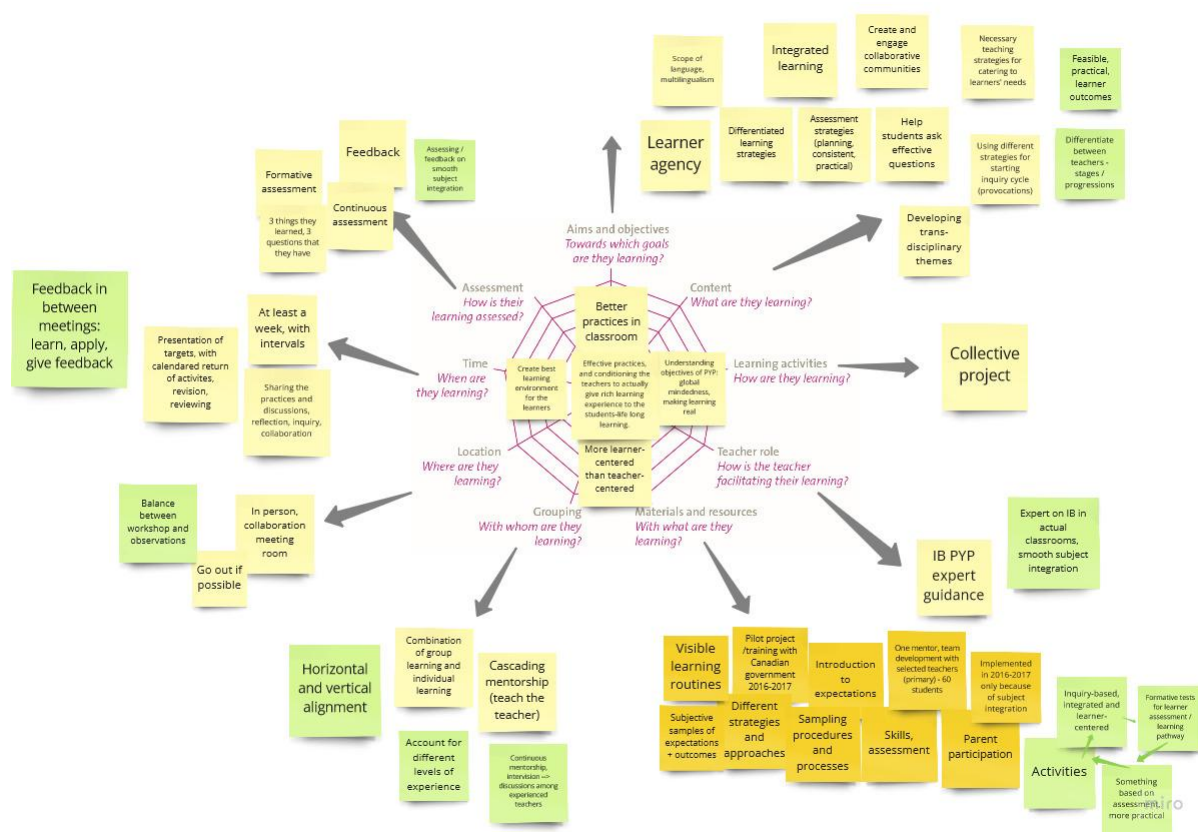 Scope of
language,
multilingualism
Integrated
learning
Create and
engage
collaborative
communities
Necessary
teaching
strategies for
catering to
learners' needs
Feasible,
practical,
learner
outcomes
Learner
agency
Differentiated
learning
strategies
Assessment
strategies
(planning,
consistent,
practical)
Help
students ask
effective
questions
Using different
strategies for
starting
inquiry cycle
(provocations)
Differentiate
between
teachers -
stages /
progressions
Developing
trans-
disciplinary
themes
Feedback
Assessing /
feedback on
smooth
subject
integration
Formative
assessment
Continuous
assessment
3 things they
learned, 3
questions that
they have
Aims and objectives
Towards which goals
are they learning?
Assessment
How is their
learning assessed?
Content
What are they learning?
Feedback in
between
meetings:
learn, apply,
give feedback
At least a
week, with
intervals
Presentation of
targets, with
calendared return
of activites,
revision,
reviewing
Sharing the
practices and
discussions,
reflection, inquiry,
collaboration
Time
When are
they learning?
Better
practices in
classroom
Create best
learning
environment
for the
learners
Effective practices,
and conditioning the
teachers to actually
give rich learning
experience to the
students-life long
learning.
Understanding
objectives of PYP:
global
mindedness,
making learning
real
More learner-
centered
than teacher-
centered
Learning activities
How are they learning?
Collective
project
Location
Where are they
learning?
Teacher role
How is the teacher
facilitating their learning?
Balance
between
workshop and
observations
In person,
collaboration
meeting
room
Go out if
possible
Grouping
With whom are they
learning?
Materials and resources
With what are they
learning?
IB PYP
expert
guidance
Expert on IB in
actual
classrooms,
smooth subject
integration
Horizontal
and vertical
alignment
Combination
of group
learning and
individual
learning
Cascading
mentorship
(teach the
teacher)
Account for
different
levels of
experience
Continuous
mentorship,
intervision -->
discussions among
experienced
teachers
Visible
learning
routines
Pilot project
/training with
Canadian
government
2016-2017
Introduction
to
expectations
One mentor, team
development with
selected teachers
(primary) - 60
students
Implemented
in 2016-2017
only because
of subject
integration
Subjective
samples of
expectations
+ outcomes
Different
strategies
and
approaches
Sampling
procedures
and
processes
Skills,
assessment
Parent
participation
Inquiry-based,
integrated and
learner-
centered
Formative tests
for learner
assessment /
learning
pathway
Activities
Something
based on
assessment,
more practical
miro